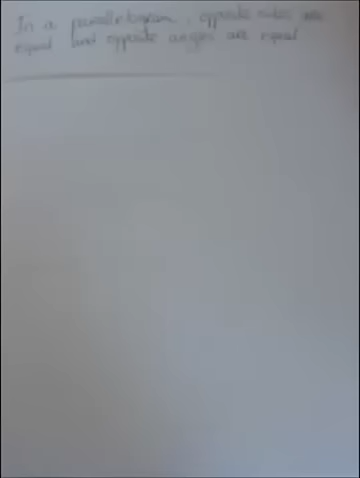 In a parallelogram, opposite sides are
equal and opposite angles are equal